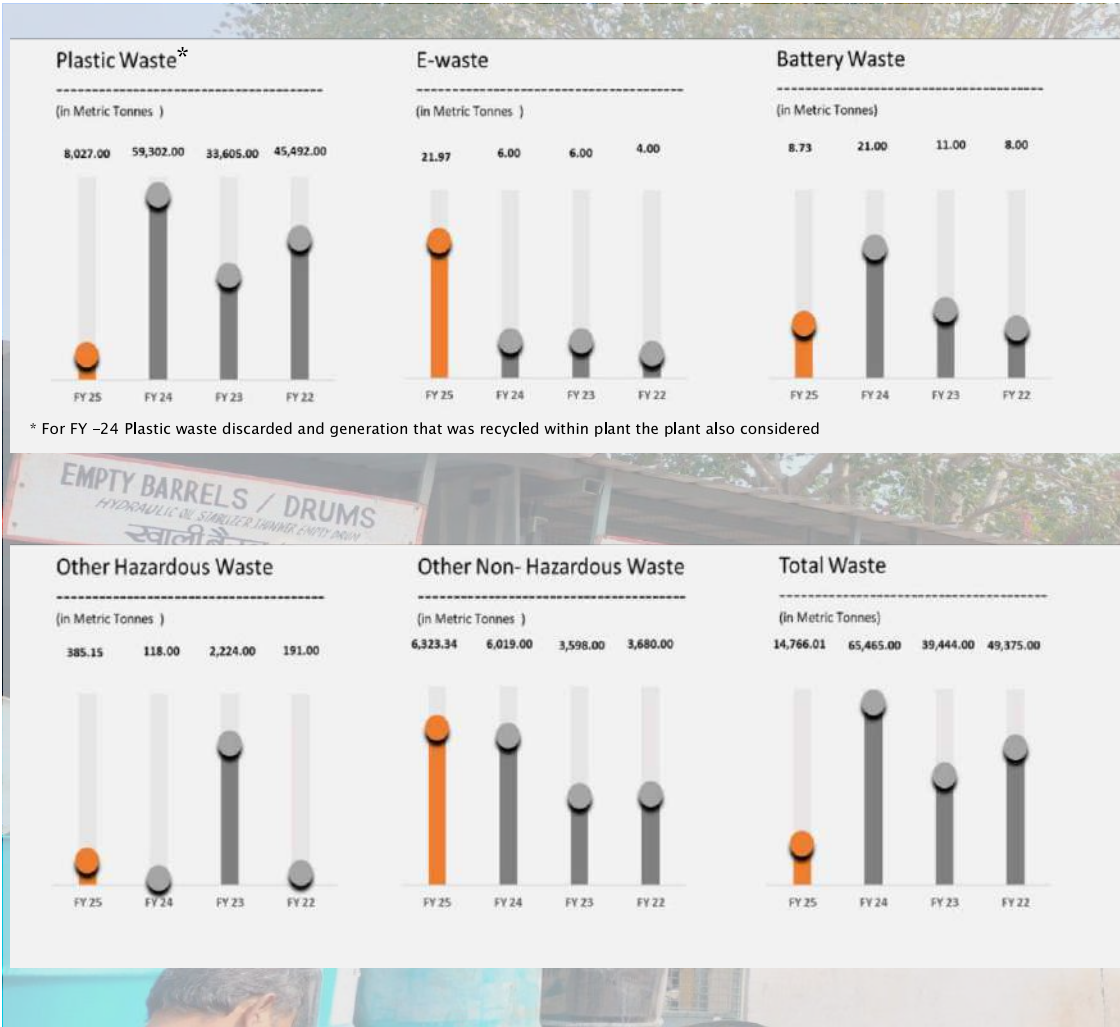 Plastic Waste*
(in Metric Tonnes )
8,027.00 59,302.00 33,605.00 45,492.00
FY 25 FY 24 FY 23 FY 22
E-waste
(in Metric Tonnes )
21.97 6.00 6.00 4.00
FY 25 FY 24 FY 23 FY 22
Battery Waste
(in Metric Tonnes)
8.73 21.00 11.00 8.00
FY 25 FY 24 FY 23 FY 22
* For FY -24 Plastic waste discarded and generation that was recycled within plant the plant also considered
EMPTY BARRELS / DRUMS
HYDRAULIC OIL, STABILIZER, THINNER EMPTY DRUM
खाली
Other Hazardous Waste
(in Metric Tonnes )
385.15 118.00 2,224.00 191.00
FY 25 FY 24 FY 23 FY 22
Other Non- Hazardous Waste
(in Metric Tonnes )
6,323.34 6,019.00 3,598.00 3,680.00
FY 25 FY 24 FY 23 FY 22
Total Waste
(in Metric Tonnes)
14,766.01 65,465.00 39,444.00 49,375.00
FY 25 FY 24 FY 23 FY 22